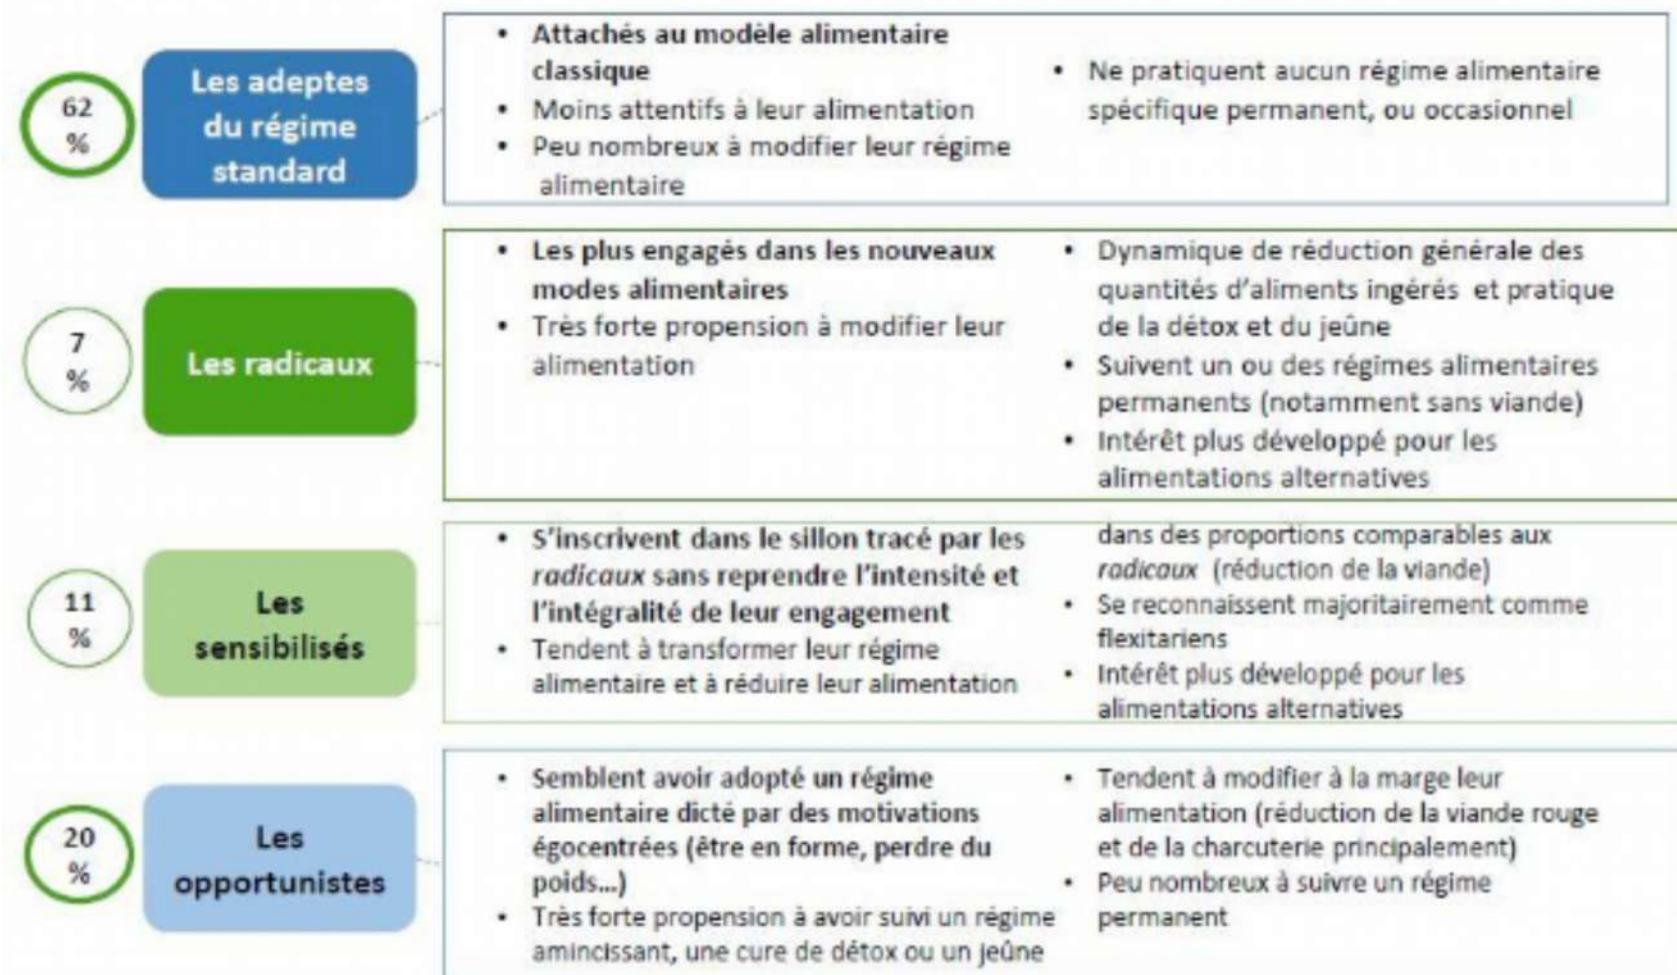 62
%
Les adeptes
du régime
standard
• Attachés au modèle alimentaire
classique
• Moins attentifs à leur alimentation
• Peu nombreux à modifier leur régime
alimentaire
• Ne pratiquent aucun régime alimentaire
spécifique permanent, ou occasionnel
7
%
Les radicaux
• Les plus engagés dans les nouveaux
modes alimentaires
• Très forte propension à modifier leur
alimentation
• Dynamique de réduction générale des
quantités d'aliments ingérés et pratique
de la détox et du jeûne
• Suivent un ou des régimes alimentaires
permanents (notamment sans viande)
• Intérêt plus développé pour les
alimentations alternatives
11
%
Les
sensibilisés
• S'inscrivent dans le sillon tracé par les
radicaux sans reprendre l'intensité et
l'intégralité de leur engagement
• Tendent à transformer leur régime
alimentaire et à réduire leur alimentation
dans des proportions comparables aux
radicaux (réduction de la viande)
• Se reconnaissent majoritairement comme
flexitariens
• Intérêt plus développé pour les
alimentations alternatives
20
%
Les
opportunistes
• Semblent avoir adopté un régime
alimentaire dicté par des motivations
égocentrées (être en forme, perdre du
poids...)
• Très forte propension à avoir suivi un régime
amincissant, une cure de détox ou un jeûne
• Tendent à modifier à la marge leur
alimentation (réduction de la viande rouge
et de la charcuterie principalement)
• Peu nombreux à suivre un régime
permanent